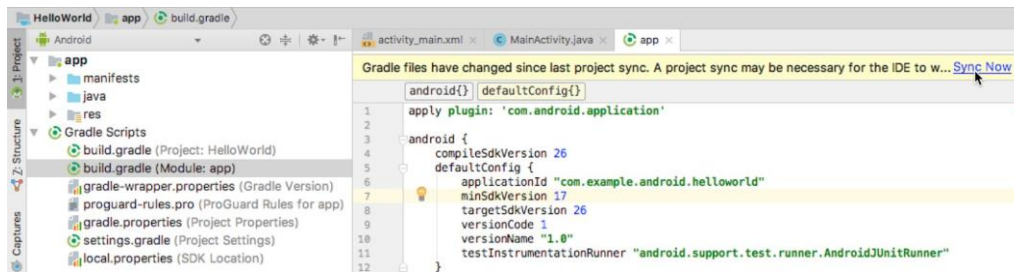 HelloWorld app build.gradle
1: Project
Z: Structure
Captures
Android
app
manifests
java
res
Gradle Scripts
build.gradle (Project: HelloWorld)
build.gradle (Module: app)
gradle-wrapper.properties (Gradle Version)
proguard-rules.pro (ProGuard Rules for app)
gradle.properties (Project Properties)
settings.gradle (Project Settings)
local.properties (SDK Location)
activity_main.xml MainActivity.java app
Gradle files have changed since last project sync. A project sync may be necessary for the IDE to w... Sync Now
android{} defaultConfig{}
1 apply plugin: 'com.android.application'
2
3 android {
4 compileSdkVersion 26
5 defaultConfig {
6 applicationId "com.example.android.helloworld"
7 minSdkVersion 17
8 targetSdkVersion 26
9 versionCode 1
10 versionName "1.0"
11 testInstrumentationRunner "android.support.test.runner.AndroidJUnitRunner"
12 }